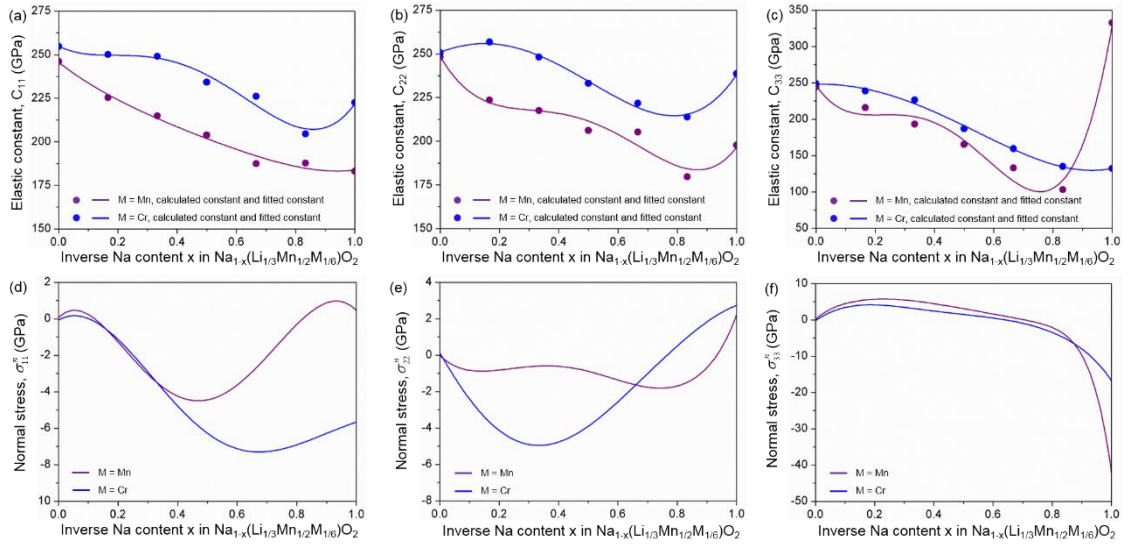 (a)
Elastic constant, C₁₁ (GPa)
300
275
250
225
200
175
150
0.0 0.2 0.4 0.6 0.8 1.0
M = Mn, calculated constant and fitted constant
M = Cr, calculated constant and fitted constant
Inverse Na content x in Na₁₋ₓ(Li₁/₃Mn₁/₂M₁/₆)O₂
(b)
Elastic constant, C₂₂ (GPa)
275
250
225
200
175
150
0.0 0.2 0.4 0.6 0.8 1.0
M = Mn, calculated constant and fitted constant
M = Cr, calculated constant and fitted constant
Inverse Na content x in Na₁₋ₓ(Li₁/₃Mn₁/₂M₁/₆)O₂
(c)
Elastic constant, C₃₃ (Gpa)
350
300
250
200
150
100
50
0.0 0.2 0.4 0.6 0.8 1.0
M = Mn, calculated constant and fitted constant
M = Cr, calculated constant and fitted constant
Inverse Na content x in Na₁₋ₓ(Li₁/₃Mn₁/₂M₁/₆)O₂
(d)
Normal stress, σⁿ₁₁ (GPa)
2
0
-2
-4
-6
-8
10
0.0 0.2 0.4 0.6 0.8 1.0
M = Mn
M = Cr
Inverse Na content x in Na₁₋ₓ(Li₁/₃Mn₁/₂M₁/₆)O₂
(e)
Normal stress, σⁿ₂₂ (GPa)
4
2
0
-2
-4
-6
-8
0.0 0.2 0.4 0.6 0.8 1.0
M = Mn
M = Cr
Inverse Na content x in Na₁₋ₓ(Li₁/₃Mn₁/₂M₁/₆)O₂
(f)
Normal stress, σⁿ₃₃ (GPa)
10
0
-10
-20
-30
-40
-50
0.0 0.2 0.4 0.6 0.8 1.0
M = Mn
M = Cr
Inverse Na content x in Na₁₋ₓ(Li₁/₃Mn₁/₂M₁/₆)O₂